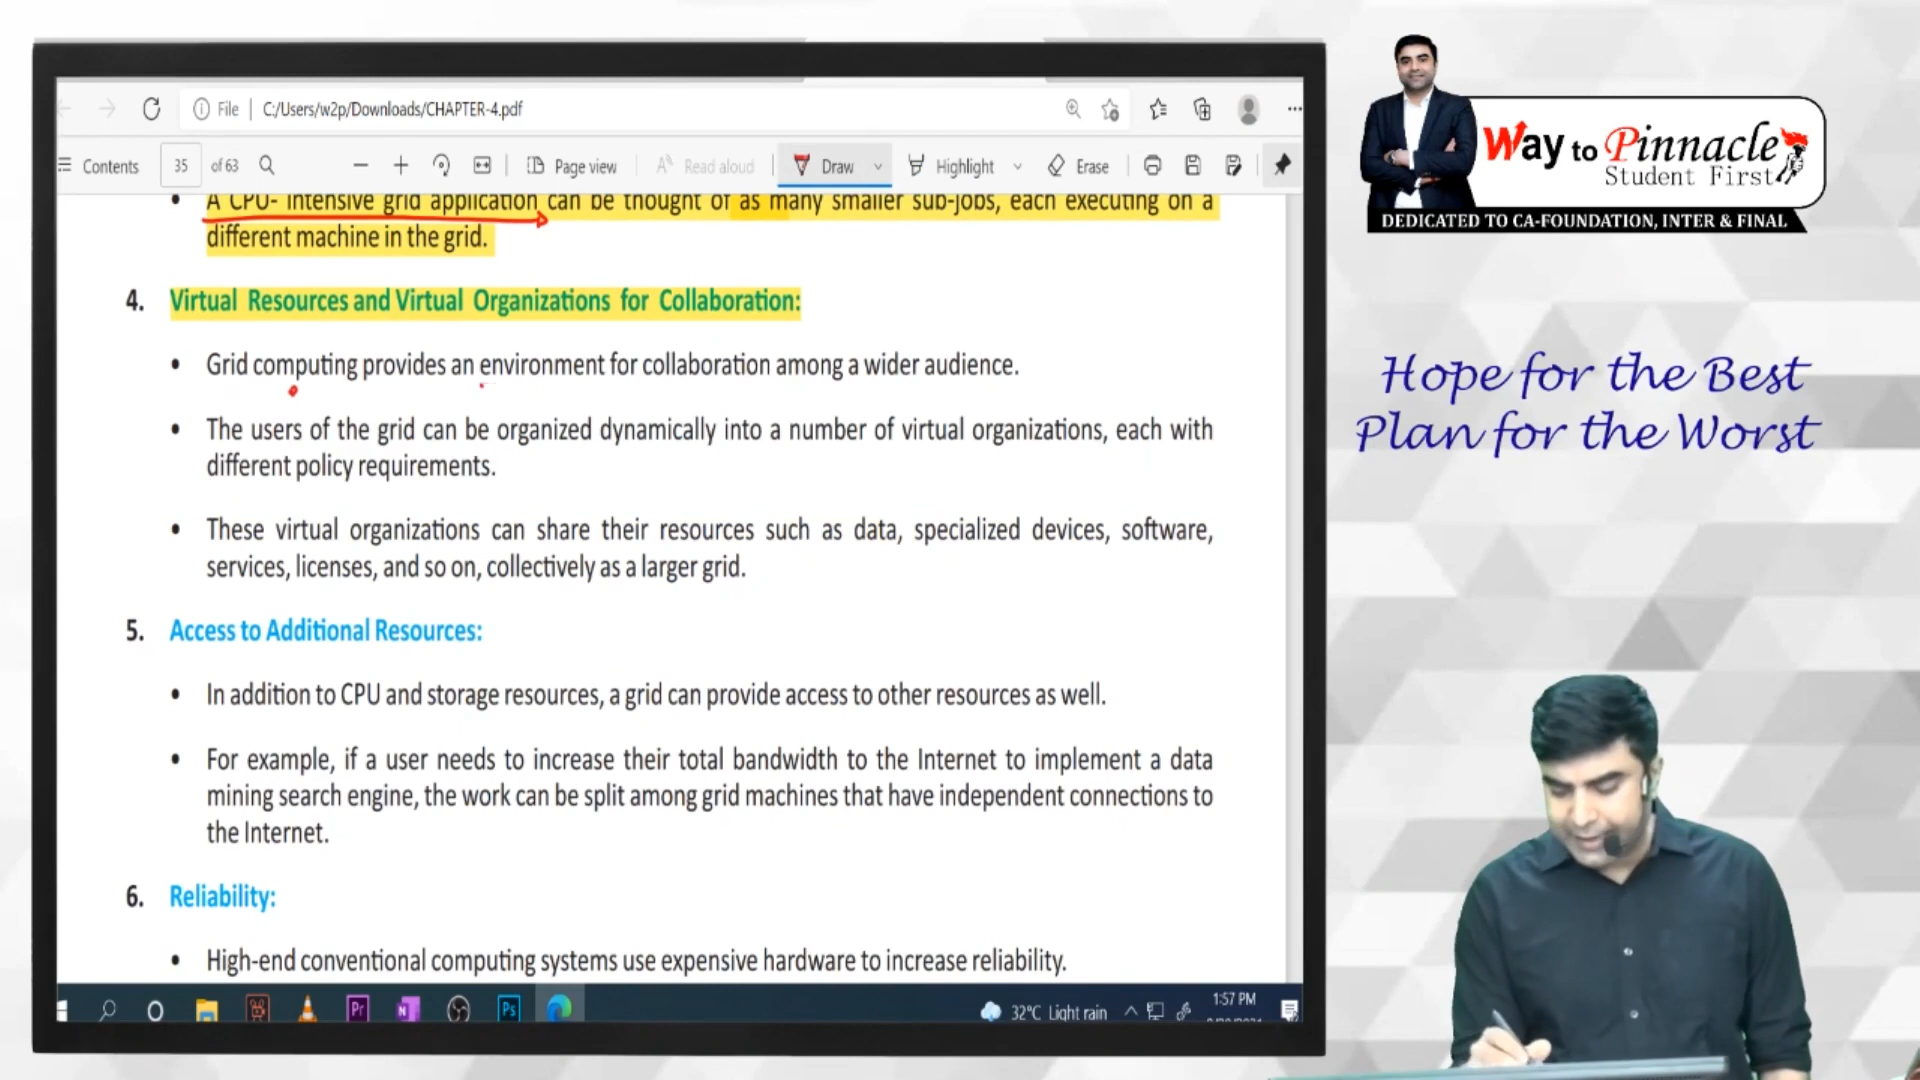 File | C:/Users/w2p/Downloads/CHAPTER-4.pdf
Contents 35 of 63 Page view Read aloud Draw Highlight Erase
• A CPU- intensive grid application can be thought of as many smaller sub-jobs, each executing on a
different machine in the grid.
4. Virtual Resources and Virtual Organizations for Collaboration:
• Grid computing provides an environment for collaboration among a wider audience.
• The users of the grid can be organized dynamically into a number of virtual organizations, each with
different policy requirements.
• These virtual organizations can share their resources such as data, specialized devices, software,
services, licenses, and so on, collectively as a larger grid.
5. Access to Additional Resources:
• In addition to CPU and storage resources, a grid can provide access to other resources as well.
• For example, if a user needs to increase their total bandwidth to the Internet to implement a data
mining search engine, the work can be split among grid machines that have independent connections to
the Internet.
6. Reliability:
• High-end conventional computing systems use expensive hardware to increase reliability.
Pr N Ps 32°C Light rain 1:57 PM
Way to Pinnacle
Student First
DEDICATED TO CA-FOUNDATION, INTER & FINAL
Hope for the Best
Plan for the Worst